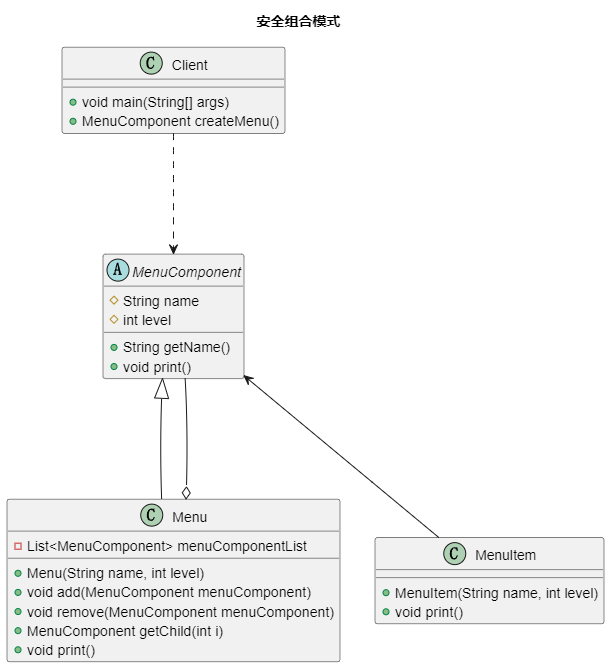 安全组合模式
C Client
void main(String[] args)
MenuComponent createMenu()
A MenuComponent
String name
int level
String getName()
void print()
C Menu
List<MenuComponent> menuComponentList
Menu(String name, int level)
void add(MenuComponent menuComponent)
void remove(MenuComponent menuComponent)
MenuComponent getChild(int i)
void print()
C MenuItem
MenuItem(String name, int level)
void print()